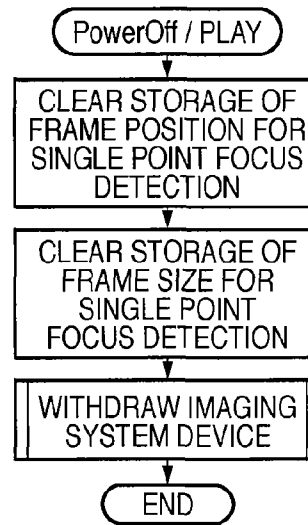 PowerOff / PLAY
CLEAR STORAGE OF
FRAME POSITION FOR
SINGLE POINT FOCUS
DETECTION
CLEAR STORAGE OF
FRAME SIZE FOR
SINGLE POINT
FOCUS DETECTION
WITHDRAW IMAGING
SYSTEM DEVICE
END